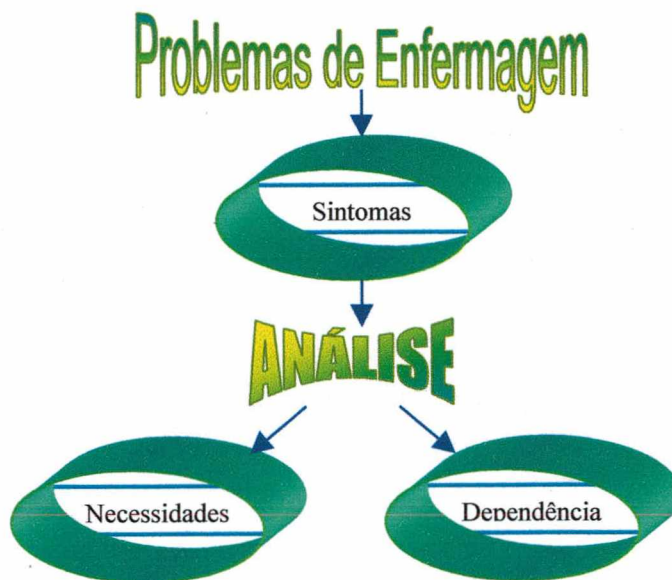 Problemas de Enfermagem
Sintomas
ANÁLISE
Necessidades
Dependência